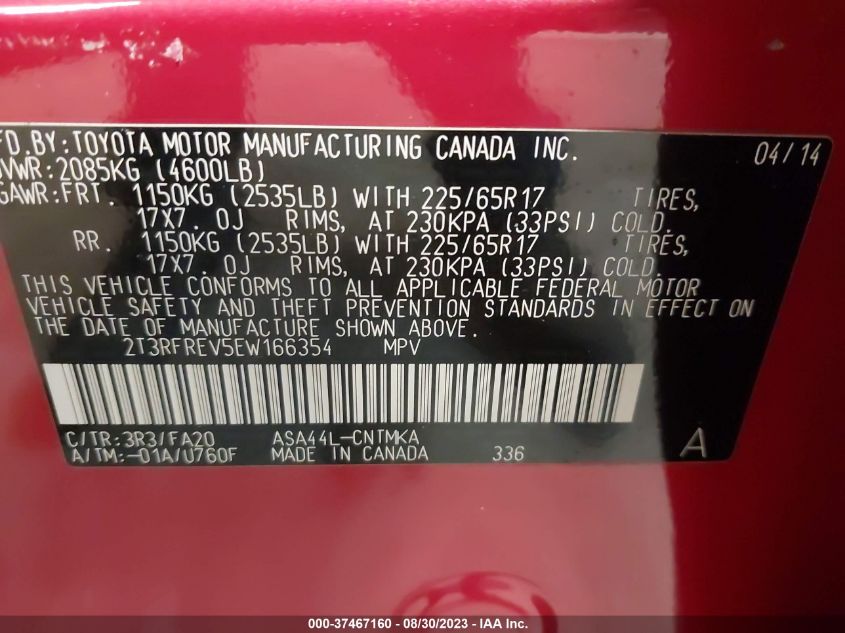 FD.BY:TOYOTA MOTOR MANUFACTURING CANADA INC. 04/14
VWR:2085KG (4600LB)
GAWR:FRT. 1150KG (2535LB) WITH 225/65R17 TIRES,
17X7.0J RIMS, AT 230KPA (33PSI) COLD.
RR. 1150KG (2535LB) WITH 225/65R17 TIRES,
17X7.0J RIMS, AT 230KPA (33PSI) COLD.
THIS VEHICLE CONFORMS TO ALL APPLICABLE FEDERAL MOTOR
VEHICLE SAFETY AND THEFT PREVENTION STANDARDS IN EFFECT ON
THE DATE OF MANUFACTURE SHOWN ABOVE.
2T3RFREV5EW166354 MPV
C/TR:3R3/FA20 ASA44L-CNTMKA
A/TM:-01A/U760F MADE IN CANADA 336 A
000-37467160 - 08/30/2023 - Copyright IAA, Inc.